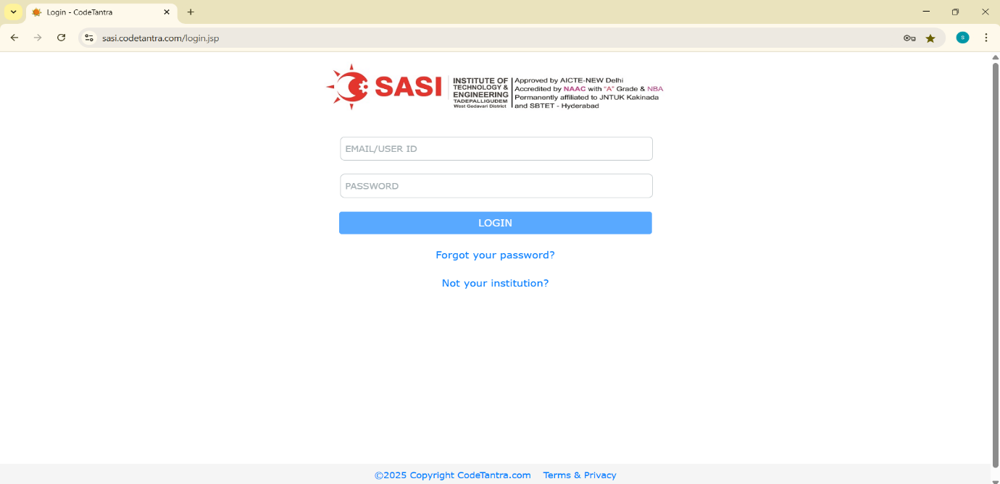 Login - CodeTantra
sasi.codetantra.com/login.jsp
S
SASI
INSTITUTE OF
TECHNOLOGY &
ENGINEERING
TADEPALLIGUDEM
West Godavari District
Approved by AICTE-NEW Delhi
Accredited by NAAC with "A" Grade & NBA
Permanently affiliated to JNTUK Kakinada
and SBTET - Hyderabad
EMAIL/USER ID
PASSWORD
LOGIN
Forgot your password?
Not your institution?
©2025 Copyright CodeTantra.com Terms & Privacy